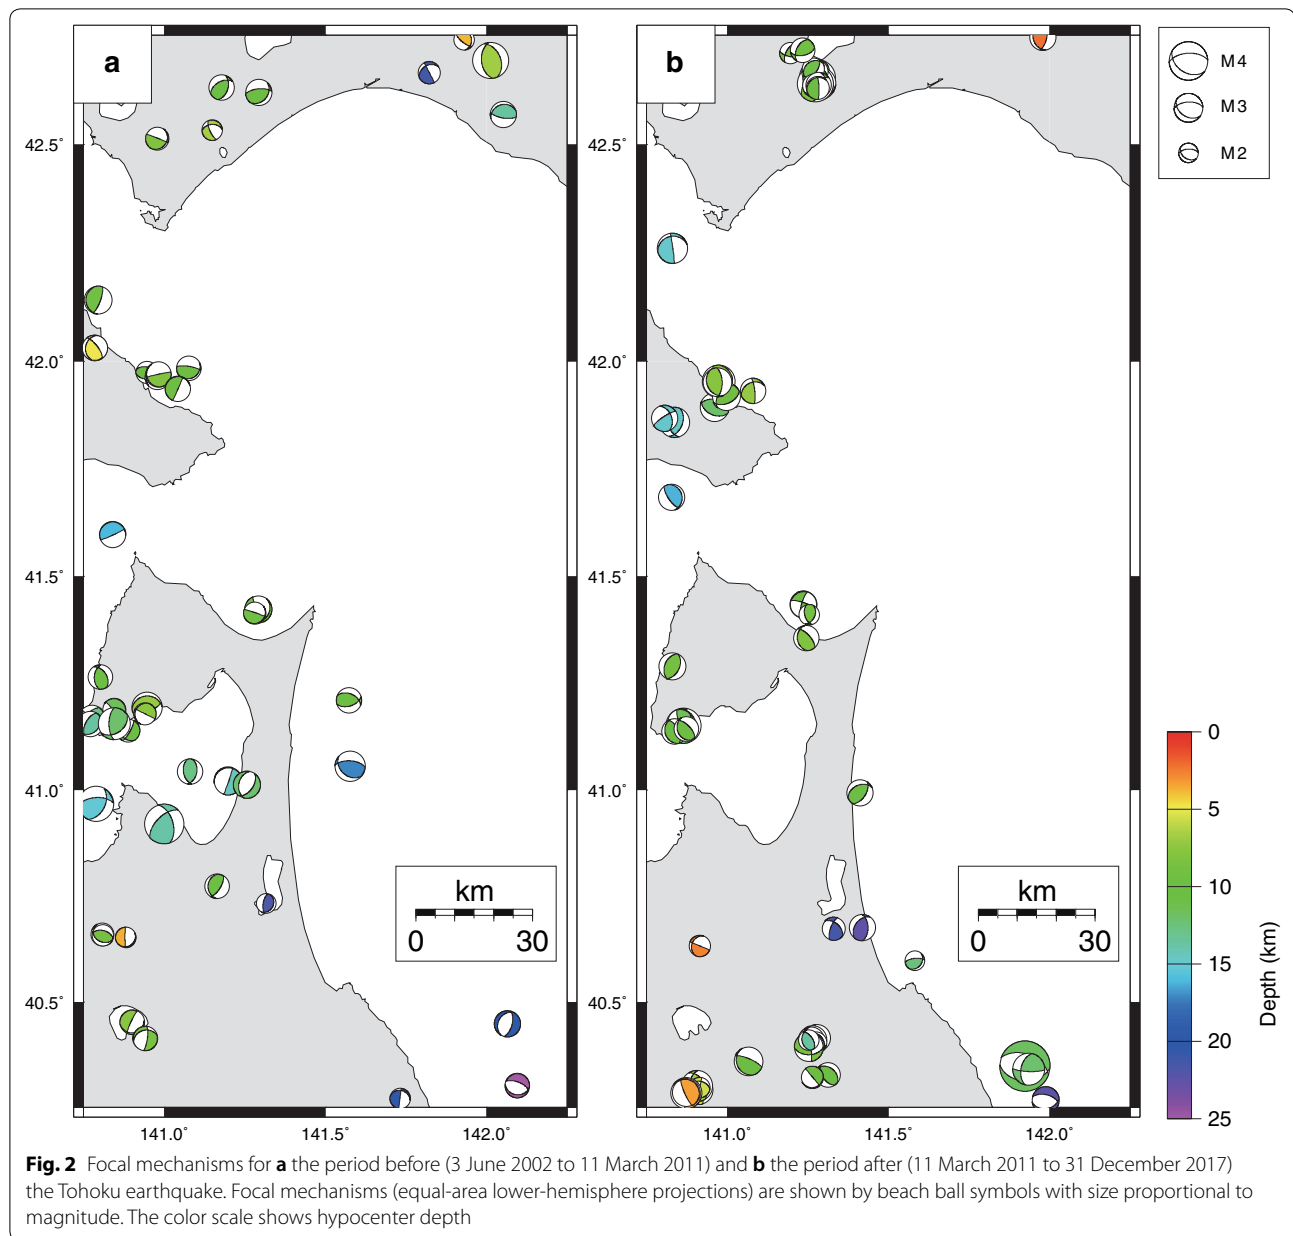 a
b
M4
M3
M2
42.5°
42.5°
42.0°
42.0°
41.5°
41.5°
41.0°
41.0°
40.5°
40.5°
km
0 30
km
0 30
0
5
10
15
20
25
Depth (km)
141.0° 141.5° 142.0°
141.0° 141.5° 142.0°
Fig. 2 Focal mechanisms for a the period before (3 June 2002 to 11 March 2011) and b the period after (11 March 2011 to 31 December 2017)
the Tohoku earthquake. Focal mechanisms (equal-area lower-hemisphere projections) are shown by beach ball symbols with size proportional to
magnitude. The color scale shows hypocenter depth